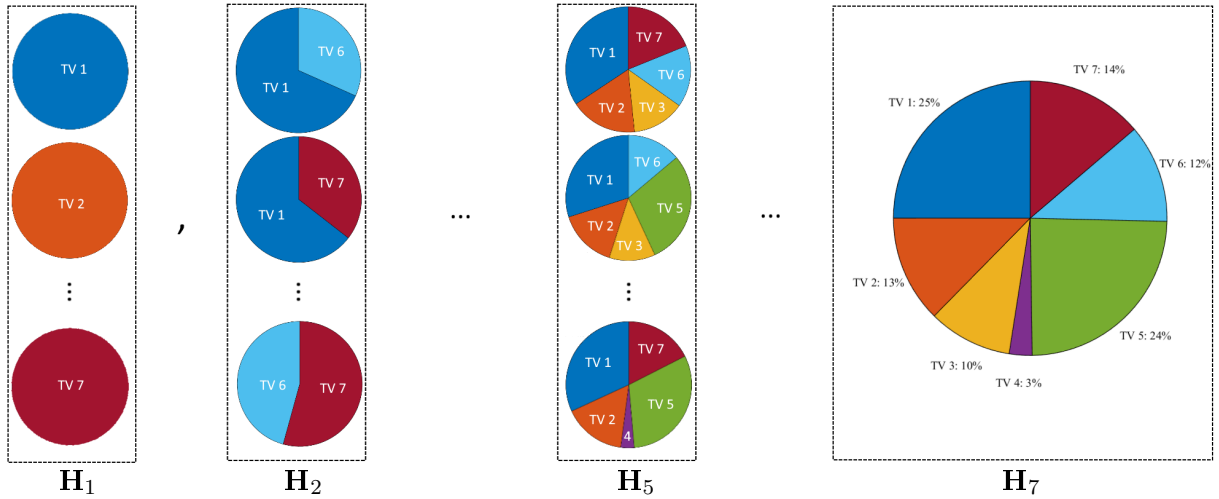 TV 1
TV 2
⋮
TV 7
H₁
,
TV 6
TV 1
TV 7
TV 1
⋮
TV 6
TV 7
H₂
...
TV 1
TV 7
TV 6
TV 3
TV 2
TV 1
TV 6
TV 5
TV 3
TV 2
⋮
TV 1
TV 7
TV 5
4
TV 2
H₅
...
TV 7: 14%
TV 1: 25%
TV 6: 12%
TV 2: 13%
TV 5: 24%
TV 3: 10%
TV 4: 3%
H₇